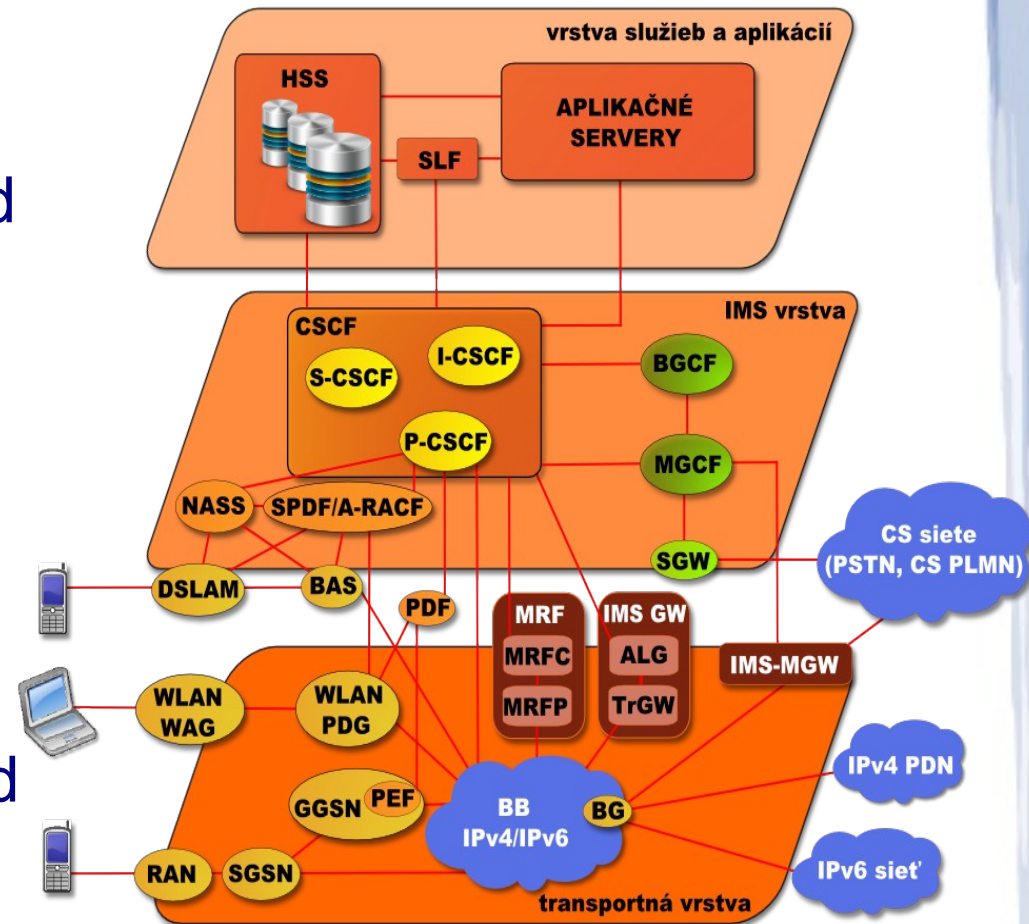 vrstva služieb a aplikácií
HSS
APLIKAČNÉ
SERVERY
SLF
d
IMS vrstva
CSCF
I-CSCF
S-CSCF
BGCF
P-CSCF
MGCF
NASS
SPDF/A-RACF
CS siete
(PSTN, CS PLMN)
SGW
DSLAM
BAS
PDF
MRF
IMS GW
MRFC
ALG
IMS-MGW
WLAN
WAG
WLAN
PDG
MRFP
TrGW
d
IPv4 PDN
GGSN
PEF
BB
IPv4/IPv6
BG
RAN
SGSN
IPv6 sieť
transportná vrstva